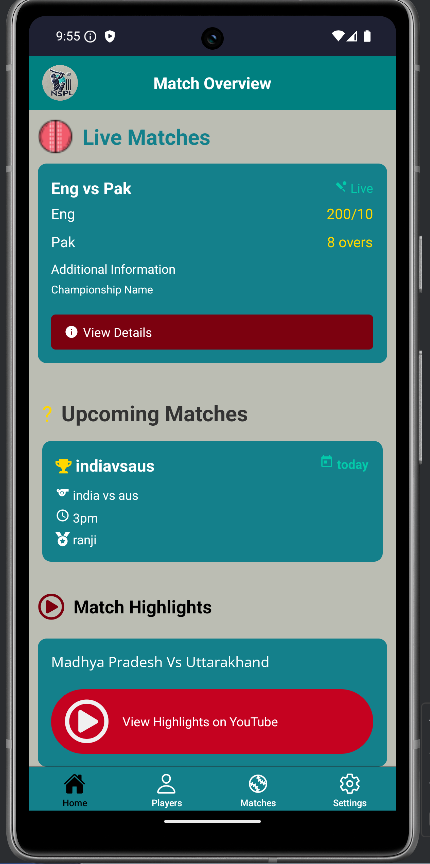 9:55
NSPL
Match Overview
Live Matches
Eng vs Pak
Live
Eng
200/10
Pak
8 overs
Additional Information
Championship Name
View Details
? Upcoming Matches
indiavsaus
today
india vs aus
3pm
ranji
Match Highlights
Madhya Pradesh Vs Uttarakhand
View Highlights on YouTube
Home
Players
Matches
Settings